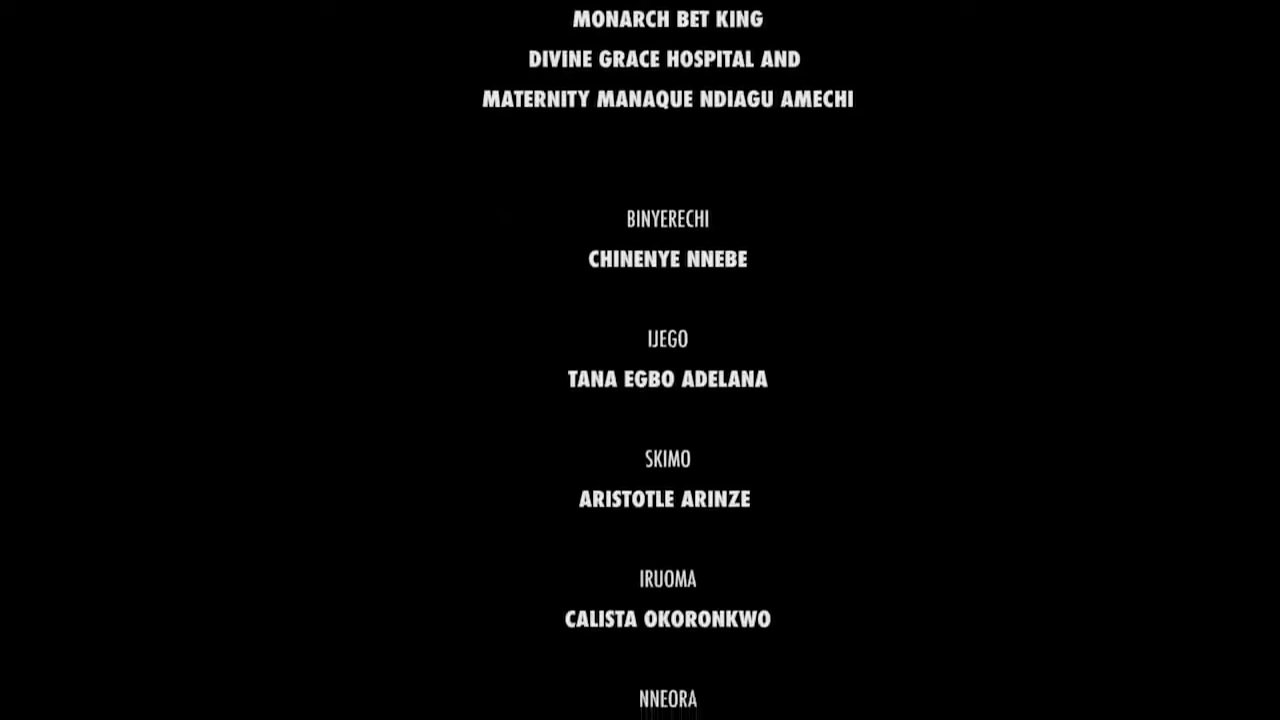 MONARCH BET KING
DIVINE GRACE HOSPITAL AND
MATERNITY MANAQUE NDIAGU AMECHI
BINYERECHI
CHINENYE NNEBE
IJEGO
TANA EGBO ADELANA
SKIMO
ARISTOTLE ARINZE
IRUOMA
CALISTA OKORONKWO
NNEORA